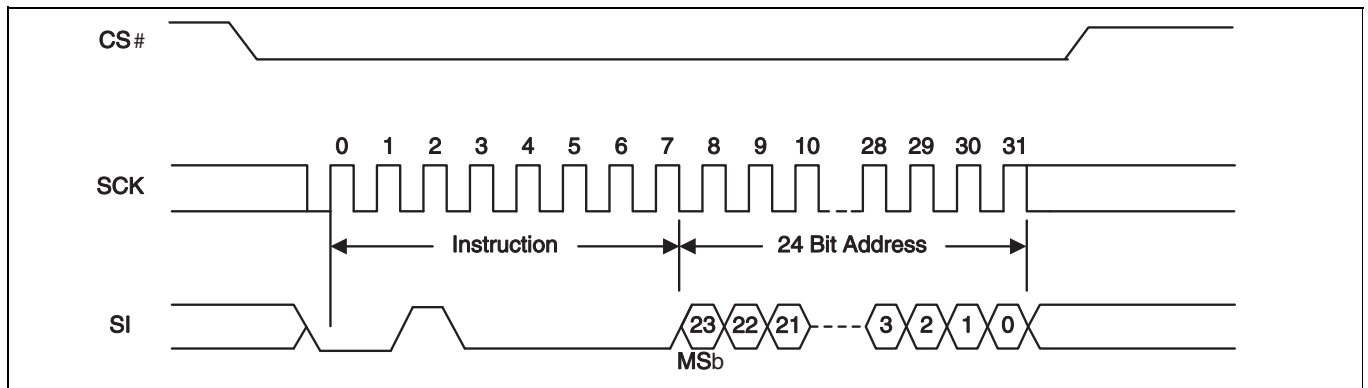 CS#
0 1 2 3 4 5 6 7 8 9 10 28 29 30 31
SCK
Instruction 24 Bit Address
SI 23 22 21 3 2 1 0
MSb